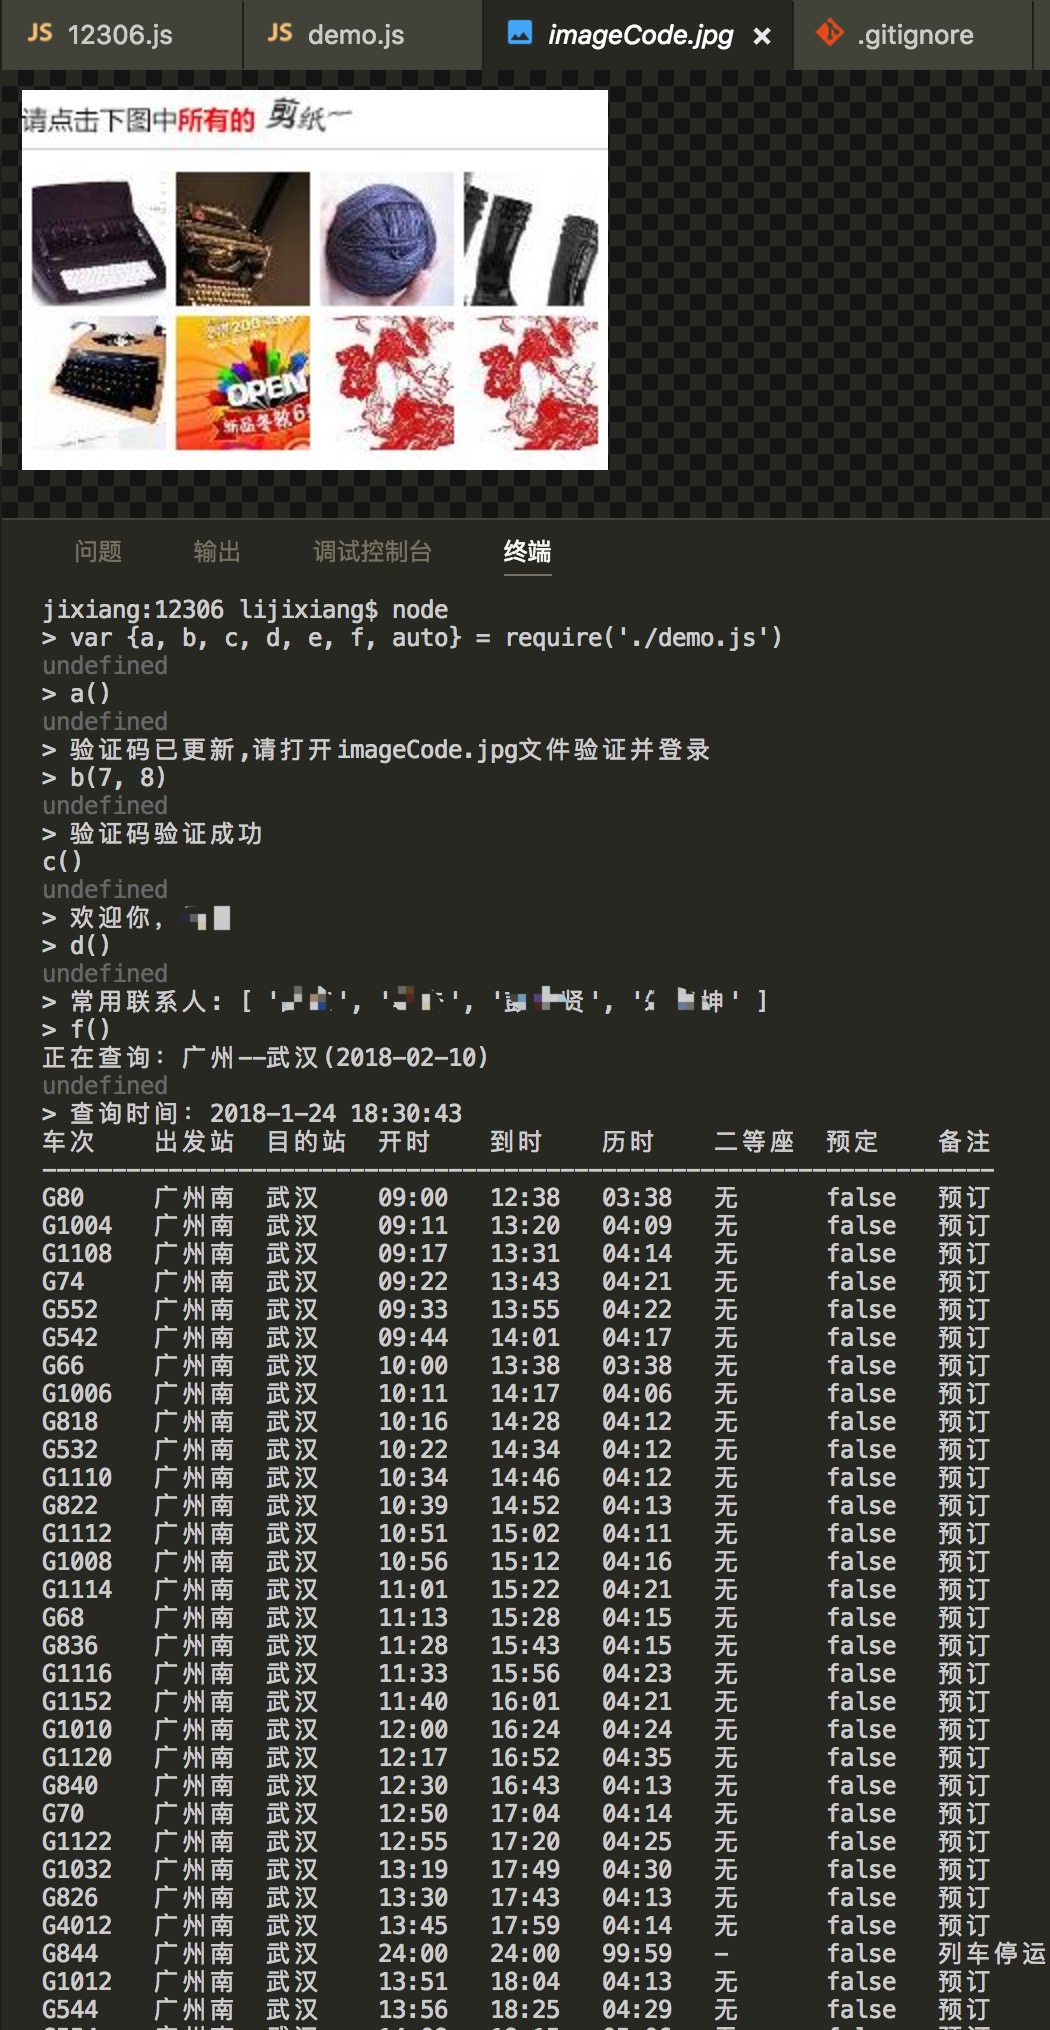 12306.js demo.js imageCode.jpg × .gitignore
请点击下图中所有的 剪纸
OPEN
新品冬靴6
问题 输出 调试控制台 终端
jixiang:12306 lijixiang$ node
> var {a, b, c, d, e, f, auto} = require('./demo.js')
undefined
> a()
undefined
> 验证码已更新,请打开imageCode.jpg文件验证并登录
> b(7, 8)
undefined
> 验证码验证成功
c()
undefined
> 欢迎你,
> d()
undefined
> 常用联系人: [ ' ', ' ', ' 贤', ' 坤' ]
> f()
正在查询: 广州--武汉(2018-02-10)
undefined
> 查询时间: 2018-1-24 18:30:43
车次 出发站 目的站 开时 到时 历时 二等座 预定 备注
G80 广州南 武汉 09:00 12:38 03:38 无 false 预订
G1004 广州南 武汉 09:11 13:20 04:09 无 false 预订
G1108 广州南 武汉 09:17 13:31 04:14 无 false 预订
G74 广州南 武汉 09:22 13:43 04:21 无 false 预订
G552 广州南 武汉 09:33 13:55 04:22 无 false 预订
G542 广州南 武汉 09:44 14:01 04:17 无 false 预订
G66 广州南 武汉 10:00 13:38 03:38 无 false 预订
G1006 广州南 武汉 10:11 14:17 04:06 无 false 预订
G818 广州南 武汉 10:16 14:28 04:12 无 false 预订
G532 广州南 武汉 10:22 14:34 04:12 无 false 预订
G1110 广州南 武汉 10:34 14:46 04:12 无 false 预订
G822 广州南 武汉 10:39 14:52 04:13 无 false 预订
G1112 广州南 武汉 10:51 15:02 04:11 无 false 预订
G1008 广州南 武汉 10:56 15:12 04:16 无 false 预订
G1114 广州南 武汉 11:01 15:22 04:21 无 false 预订
G68 广州南 武汉 11:13 15:28 04:15 无 false 预订
G836 广州南 武汉 11:28 15:43 04:15 无 false 预订
G1116 广州南 武汉 11:33 15:56 04:23 无 false 预订
G1152 广州南 武汉 11:40 16:01 04:21 无 false 预订
G1010 广州南 武汉 12:00 16:24 04:24 无 false 预订
G1120 广州南 武汉 12:17 16:52 04:35 无 false 预订
G840 广州南 武汉 12:30 16:43 04:13 无 false 预订
G70 广州南 武汉 12:50 17:04 04:14 无 false 预订
G1122 广州南 武汉 12:55 17:20 04:25 无 false 预订
G1032 广州南 武汉 13:19 17:49 04:30 无 false 预订
G826 广州南 武汉 13:30 17:43 04:13 无 false 预订
G4012 广州南 武汉 13:45 17:59 04:14 无 false 预订
G844 广州南 武汉 24:00 24:00 99:59 - false 列车停运
G1012 广州南 武汉 13:51 18:04 04:13 无 false 预订
G544 广州南 武汉 13:56 18:25 04:29 无 false 预订